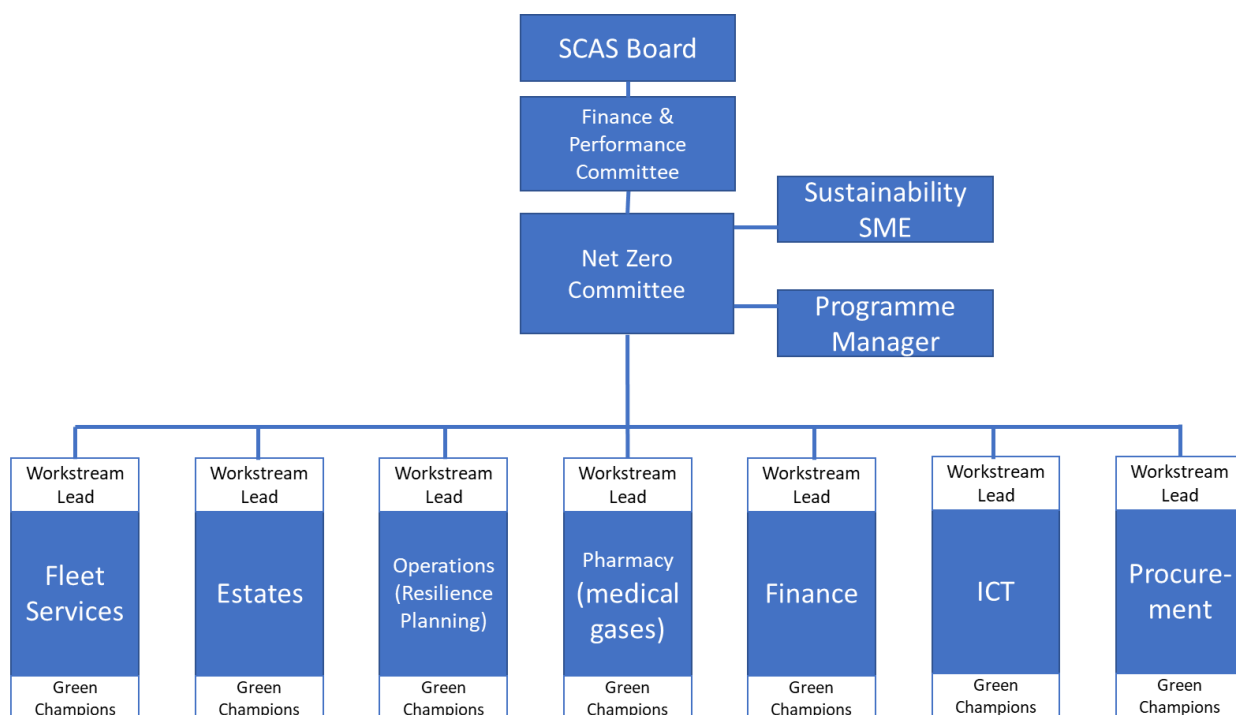 SCAS Board
Finance &
Performance
Committee
Sustainability
SME
Net Zero
Committee
Programme
Manager
Workstream
Lead
Fleet
Services
Green
Champions
Workstream
Lead
Estates
Green
Champions
Workstream
Lead
Operations
(Resilience
Planning)
Green
Champions
Workstream
Lead
Pharmacy
(medical
gases)
Green
Champions
Workstream
Lead
Finance
Green
Champions
Workstream
Lead
ICT
Green
Champions
Workstream
Lead
Procure-
ment
Green
Champions